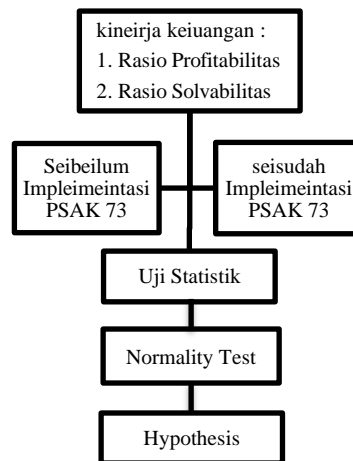 kineirja keiuangan :
1. Rasio Profitabilitas
2. Rasio Solvabilitas
Seibeilum
Impleimeintasi
PSAK 73
seisudah
Impleimeintasi
PSAK 73
Uji Statistik
Normality Test
Hypothesis